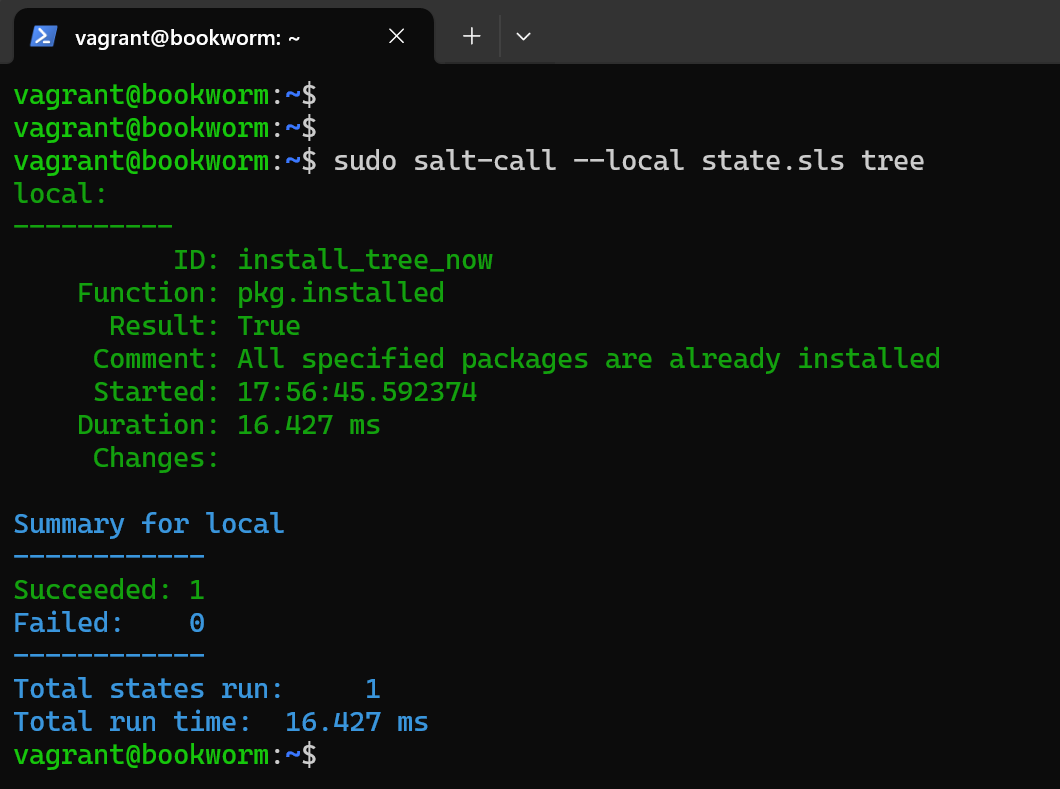 vagrant@bookworm: ~
vagrant@bookworm:~$
vagrant@bookworm:~$
vagrant@bookworm:~$ sudo salt-call --local state.sls tree
local:
----------
          ID: install_tree_now
    Function: pkg.installed
      Result: True
     Comment: All specified packages are already installed
     Started: 17:56:45.592374
    Duration: 16.427 ms
     Changes:
Summary for local
------------
Succeeded: 1
Failed:    0
------------
Total states run:     1
Total run time:  16.427 ms
vagrant@bookworm:~$